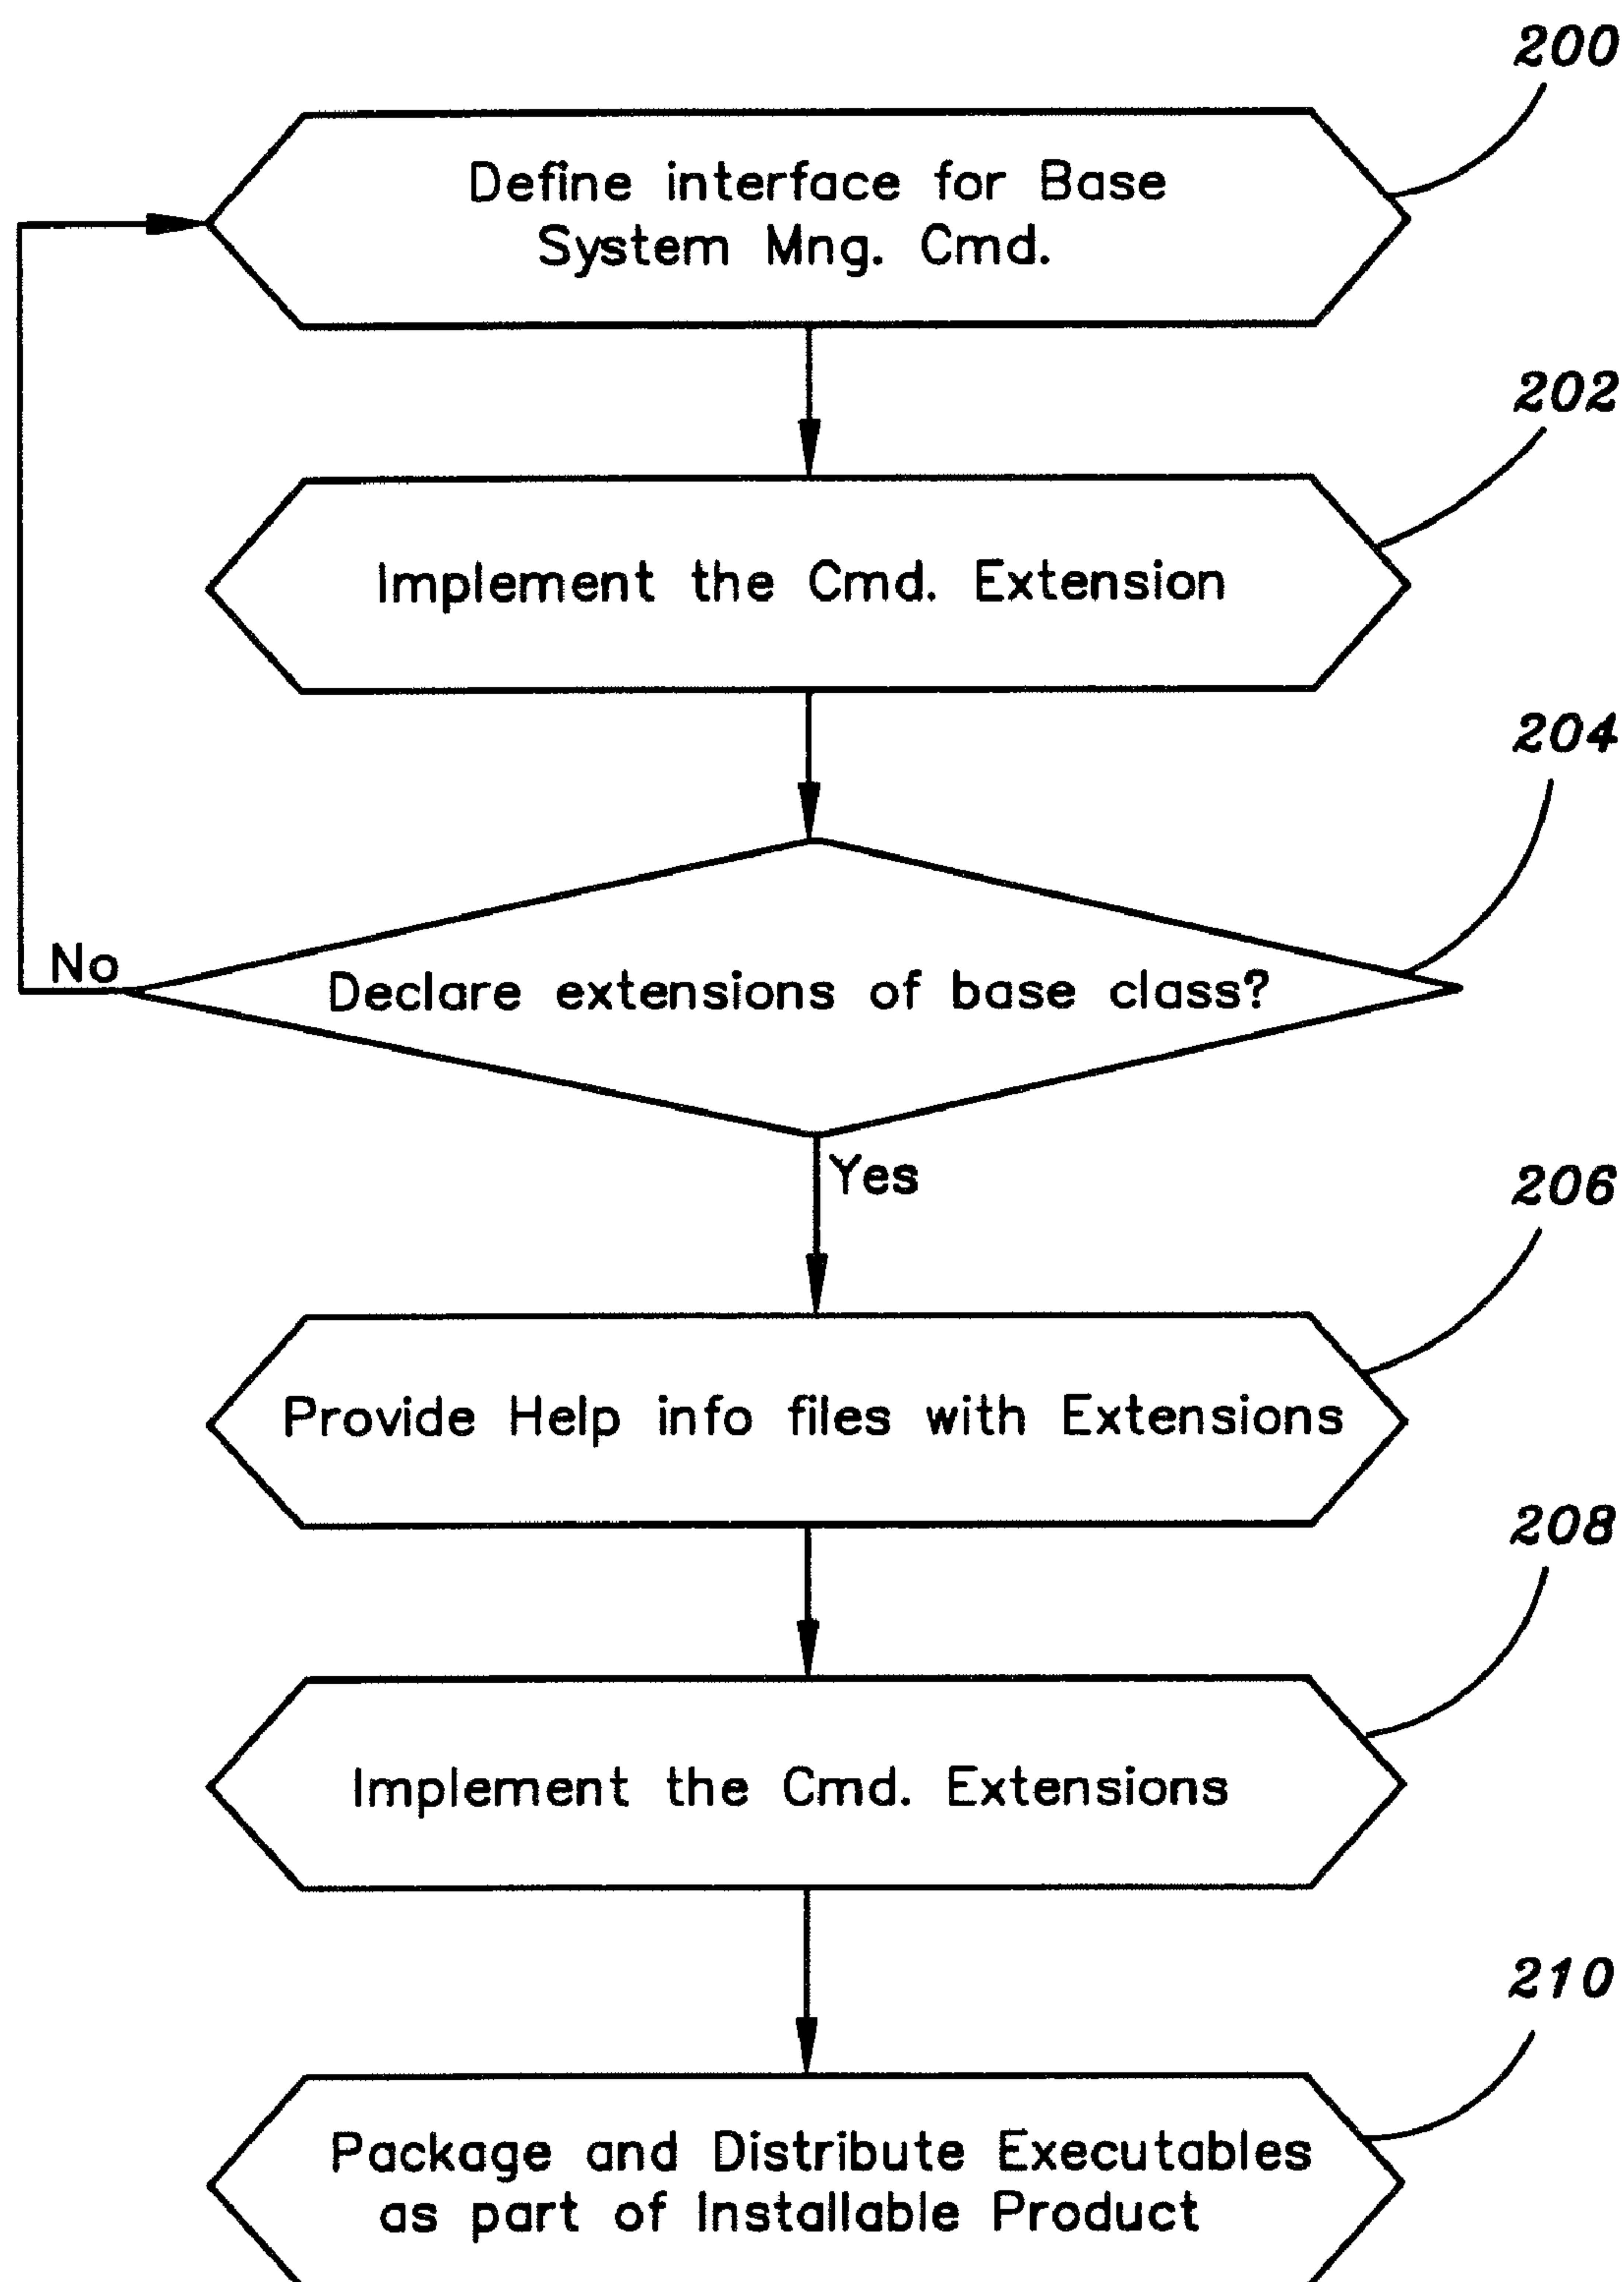 200
Define interface for Base
System Mng. Cmd.
202
Implement the Cmd. Extension
204
No
Declare extensions of base class?
Yes
206
Provide Help info files with Extensions
208
Implement the Cmd. Extensions
210
Package and Distribute Executables
as part of Installable Product